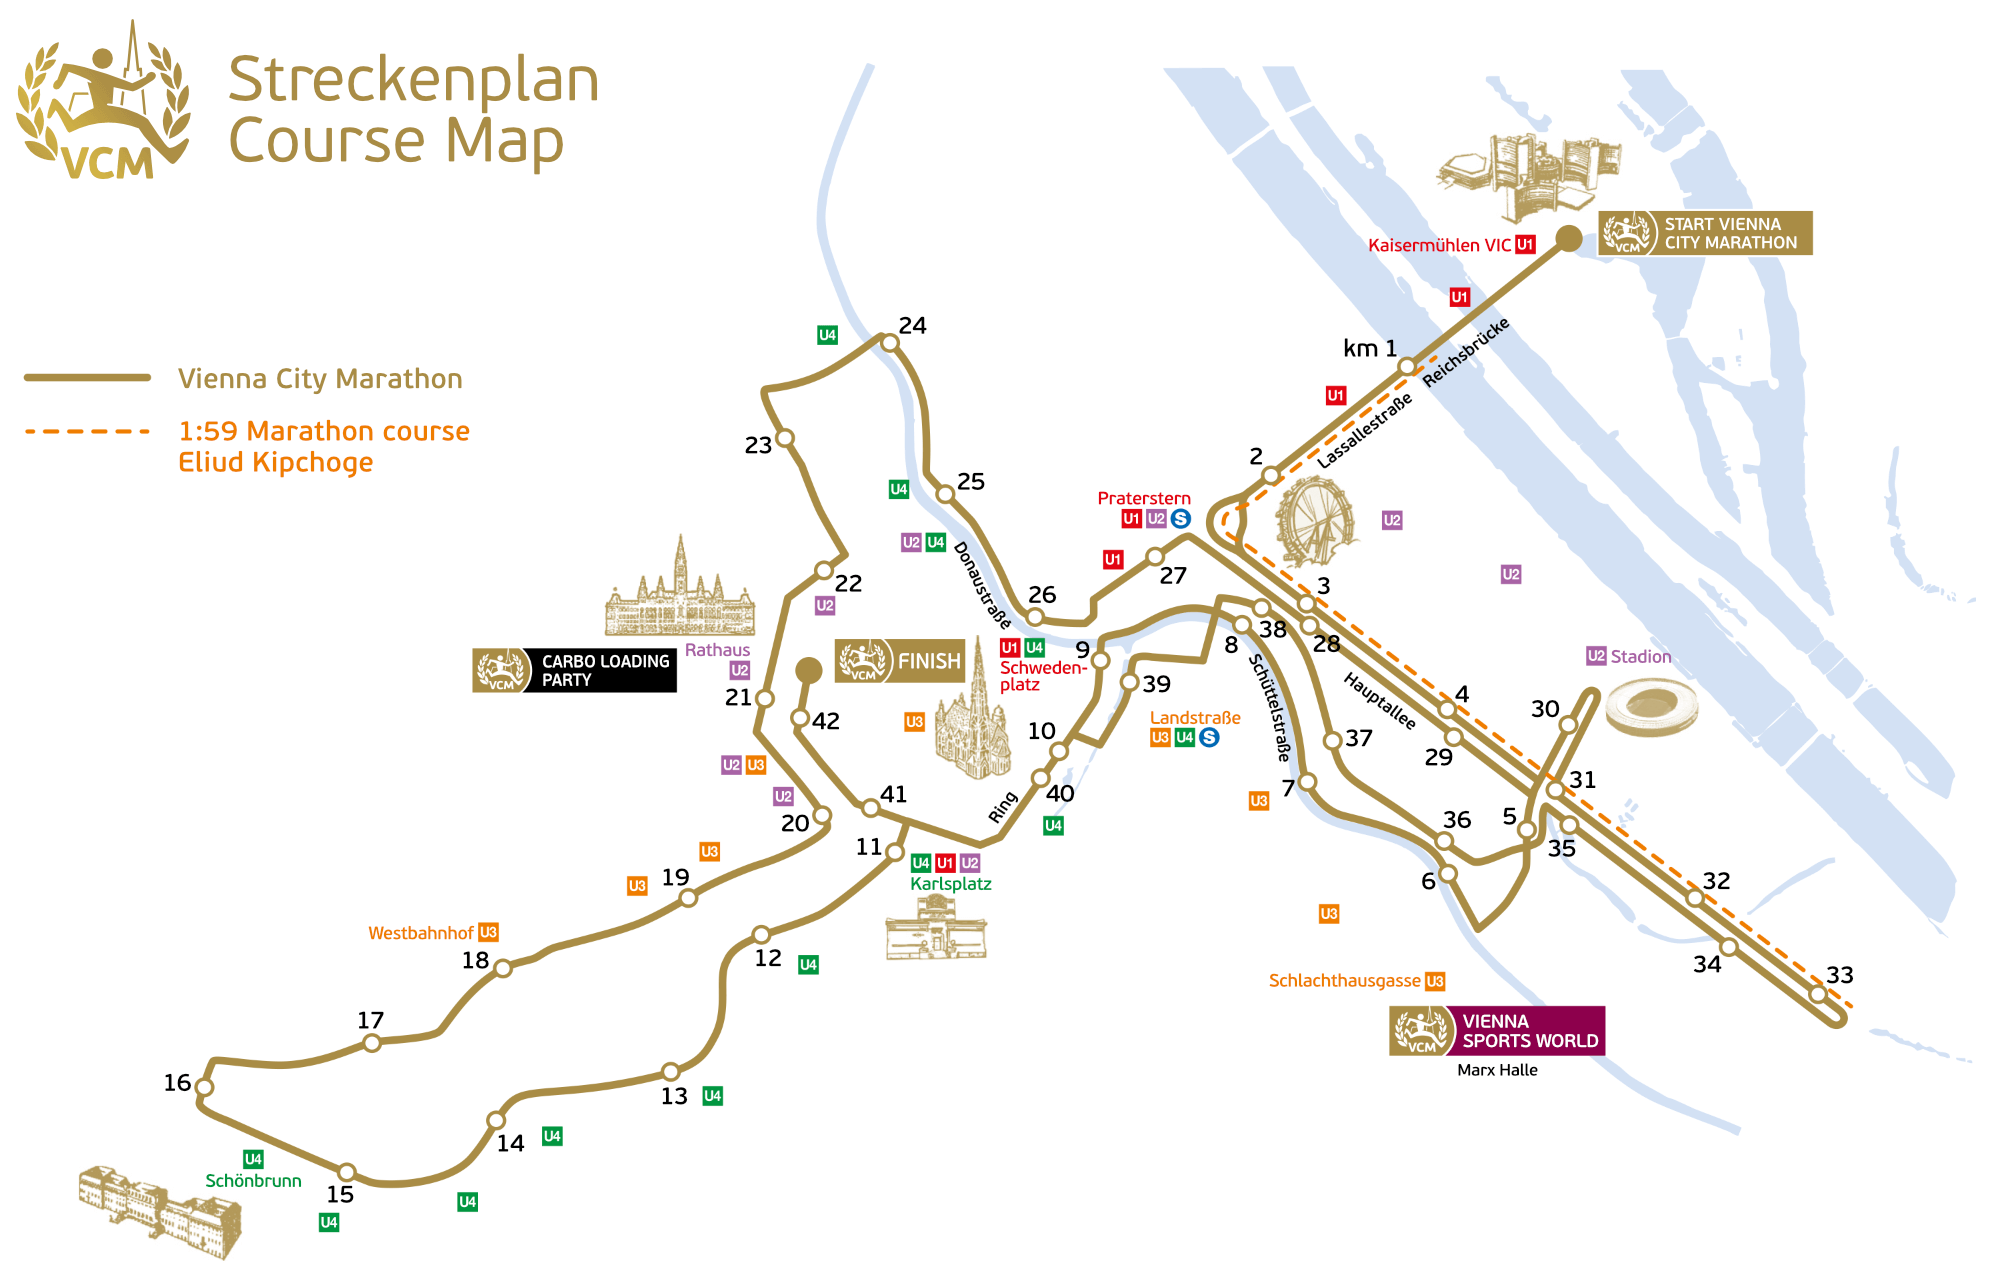 VCM
Streckenplan
Course Map
Vienna City Marathon
1:59 Marathon course
Eliud Kipchoge
VCM
START VIENNA
CITY MARATHON
Kaisermühlen VIC U1
U1
km 1
Reichsbrücke
U1
Lassallestraße
2
Praterstern
U1 U2 S
U2
U2
U4
24
23
U4
25
U2 U4
Donaustraße
U1
27
22
U2
26
3
28
38
8
9
U1 U4
Schweden-
platz
39
Landstraße
U3 U4 S
Schüttelstraße
Hauptallee
4
29
U2 Stadion
30
31
Rathaus
U2
VCM
CARBO LOADING
PARTY
VCM
FINISH
21
42
U3
10
40
Ring
U4
37
7
U3
5
35
36
6
U3
32
34
33
U2 U3
U2
20
41
11
U4 U1 U2
Karlsplatz
U3
19
U3
Westbahnhof U3
18
12
U4
17
16
13
U4
14
U4
U4
Schönbrunn
15
U4
U4
Schlachthausgasse U3
VCM
VIENNA
SPORTS WORLD
Marx Halle